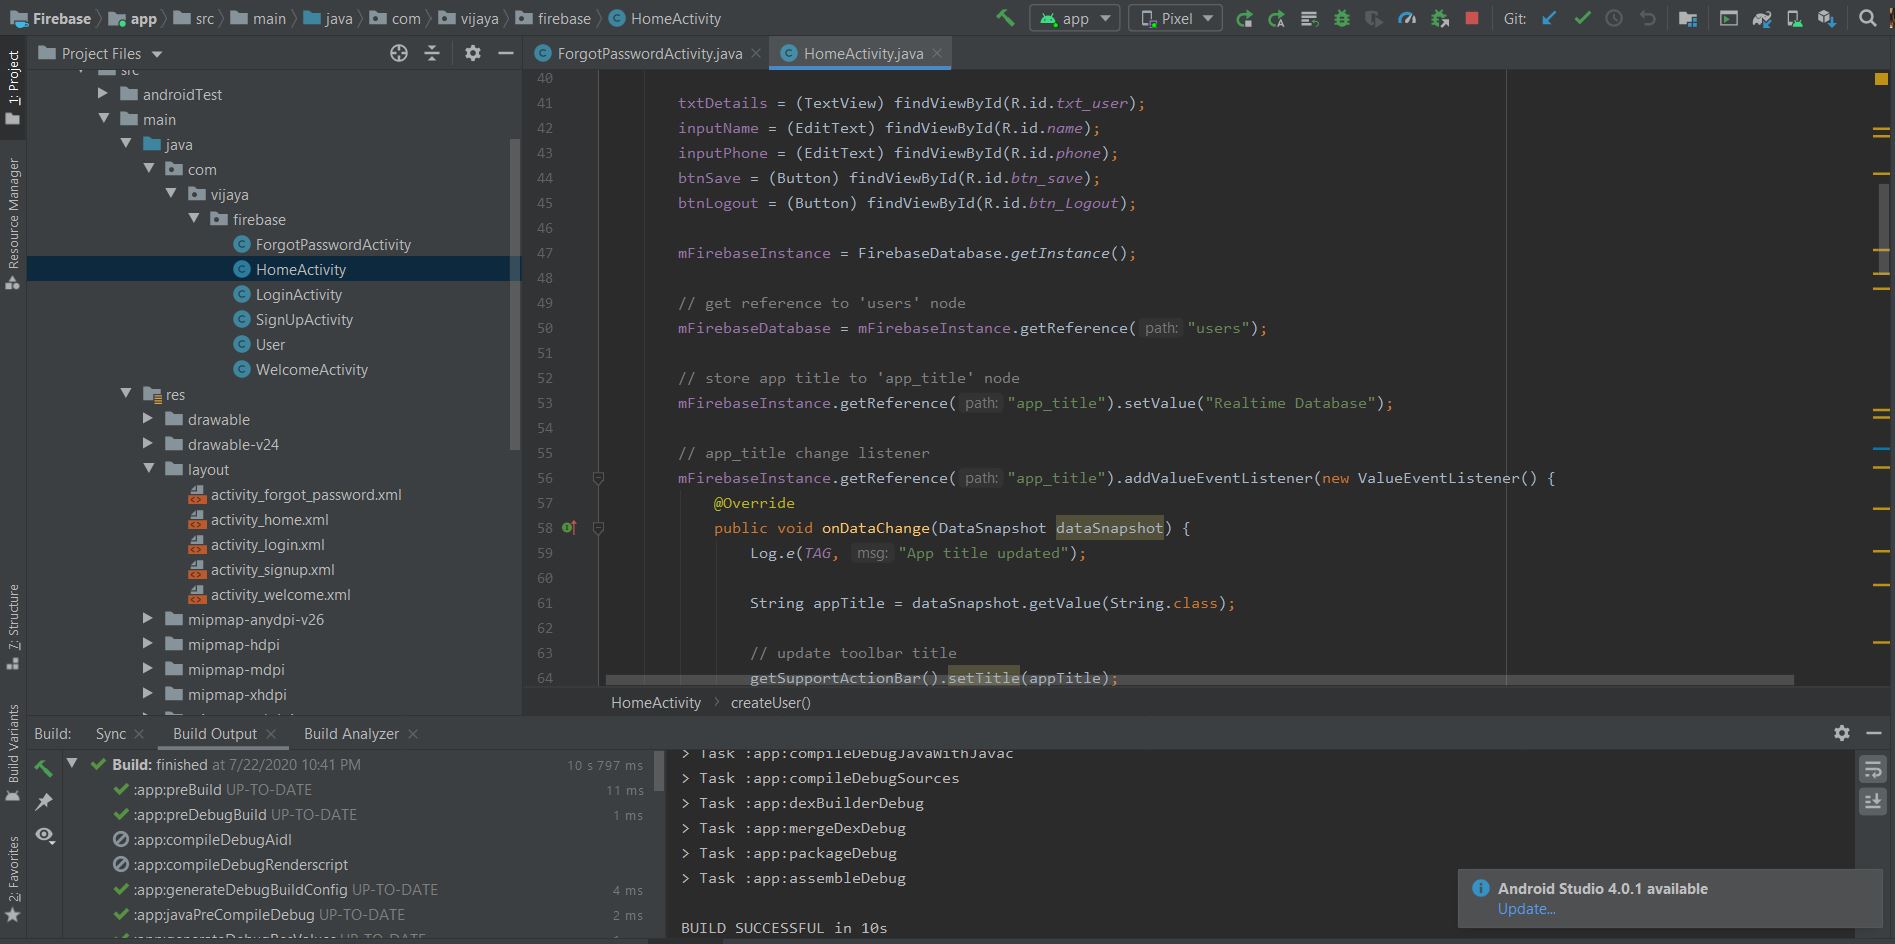 Firebase app src main java com vijaya firebase HomeActivity app Pixel Git:
Project Files
ForgotPasswordActivity.java HomeActivity.java
1: Project
Resource Manager
7: Structure
Build Variants
2: Favorites
src
androidTest
main
java
com
vijaya
firebase
ForgotPasswordActivity
HomeActivity
LoginActivity
SignUpActivity
User
WelcomeActivity
res
drawable
drawable-v24
layout
activity_forgot_password.xml
activity_home.xml
activity_login.xml
activity_signup.xml
activity_welcome.xml
mipmap-anydpi-v26
mipmap-hdpi
mipmap-mdpi
mipmap-xhdpi
40
41 txtDetails = (TextView) findViewById(R.id.txt_user);
42 inputName = (EditText) findViewById(R.id.name);
43 inputPhone = (EditText) findViewById(R.id.phone);
44 btnSave = (Button) findViewById(R.id.btn_save);
45 btnLogout = (Button) findViewById(R.id.btn_Logout);
46
47 mFirebaseInstance = FirebaseDatabase.getInstance();
48
49 // get reference to 'users' node
50 mFirebaseDatabase = mFirebaseInstance.getReference( path: "users");
51
52 // store app title to 'app_title' node
53 mFirebaseInstance.getReference( path: "app_title").setValue("Realtime Database");
54
55 // app_title change listener
56 mFirebaseInstance.getReference( path: "app_title").addValueEventListener(new ValueEventListener() {
57 @Override
58 public void onDataChange(DataSnapshot dataSnapshot) {
59 Log.e(TAG, msg: "App title updated");
60
61 String appTitle = dataSnapshot.getValue(String.class);
62
63 // update toolbar title
64 getSupportActionBar().setTitle(appTitle);
HomeActivity createUser()
Build: Sync Build Output Build Analyzer
Build: finished at 7/22/2020 10:41 PM 10 s 797 ms
:app:preBuild UP-TO-DATE 11 ms
:app:preDebugBuild UP-TO-DATE 1 ms
:app:compileDebugAidl
:app:compileDebugRenderscript
:app:generateDebugBuildConfig UP-TO-DATE 4 ms
:app:javaPreCompileDebug UP-TO-DATE 2 ms
> Task :app:compileDebugJavaWithJavac
> Task :app:compileDebugSources
> Task :app:dexBuilderDebug
> Task :app:mergeDexDebug
> Task :app:packageDebug
> Task :app:assembleDebug
BUILD SUCCESSFUL in 10s
Android Studio 4.0.1 available
Update...